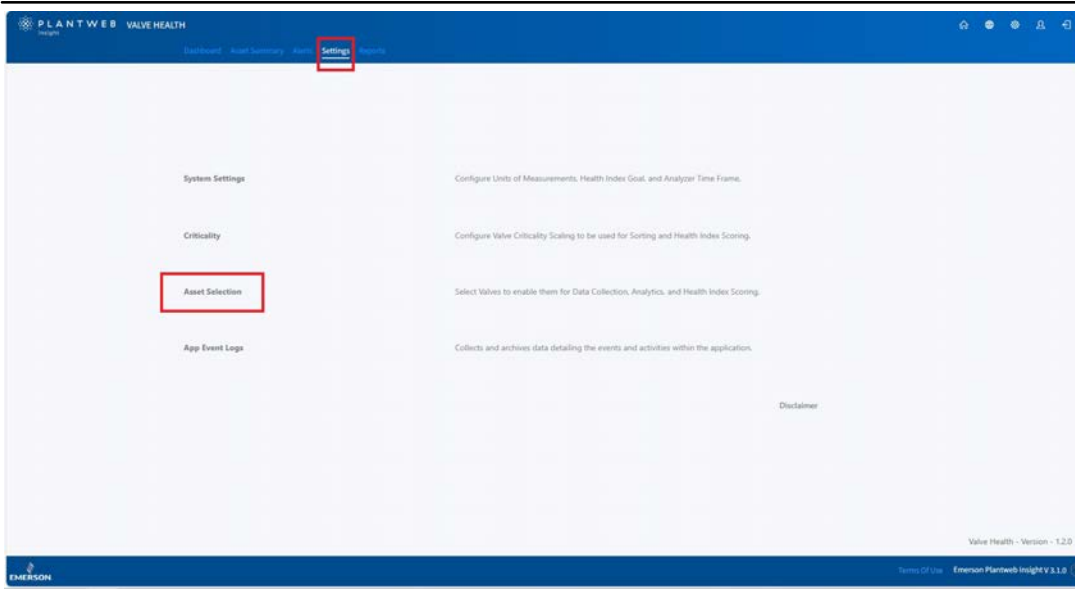 PLANTWEB VALVE HEALTH
Insight
Dashboard Asset Summary Alerts Settings Reports
System Settings Configure Units of Measurements, Health Index Goal, and Analyzer Time Frame.
Criticality Configure Valve Criticality Scaling to be used for Sorting and Health Index Scoring.
Asset Selection Select Valves to enable them for Data Collection, Analytics, and Health Index Scoring.
App Event Logs Collects and archives data detailing the events and activities within the application.
Disclaimer
Valve Health - Version - 1.2.0
EMERSON Terms Of Use Emerson Plantweb Insight V 3.1.0